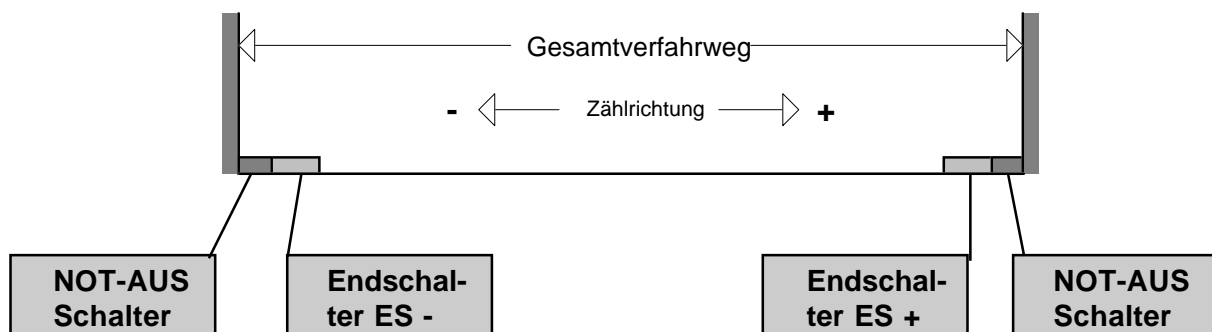 Gesamtverfahrweg
- Zählrichtung +
NOT-AUS
Schalter
Endschal-
ter ES -
Endschal-
ter ES +
NOT-AUS
Schalter